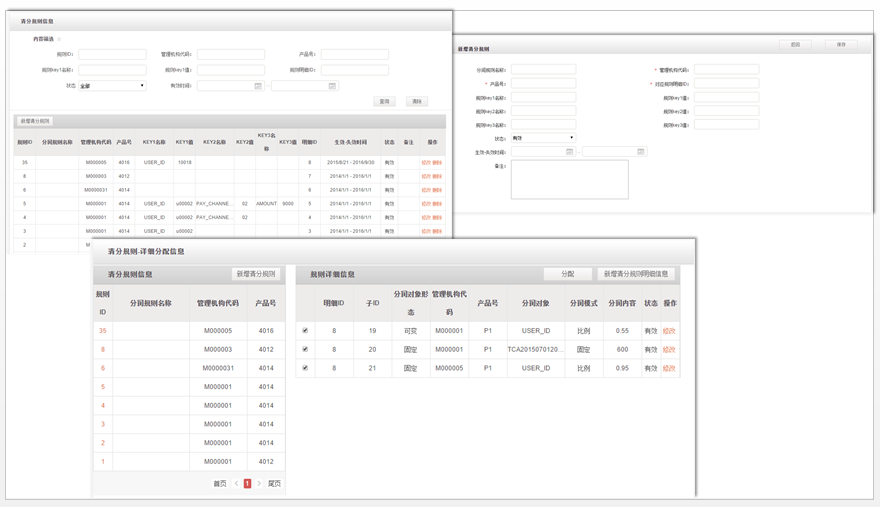 清分规则信息
内容筛选
规则ID： 管理机构代码： 产品号：
规则key1名称： 规则key1值： 规则明细ID：
状态 全部 有效时间： -
查询 清除
新增清分规则
规则ID 分润规则名称 管理机构代码 产品号 KEY1名称 KEY1值 KEY2名称 KEY2值 KEY3名称 KEY3值 明细ID 生效-失效时间 状态 备注 操作
35 M000005 4016 USER_ID 10018 8 2015/6/21 - 2016/6/30 有效 修改 删除
8 M000003 4012 7 2014/1/1 - 2016/1/1 有效 修改 删除
6 M0000031 4014 6 2014/1/1 - 2016/1/1 有效 修改 删除
5 M000001 4014 USER_ID u00002 PAY_CHANNE... 02 AMOUNT 9000 5 2014/1/1 - 2016/1/1 有效 修改 删除
4 M000001 4014 USER_ID u00002 PAY_CHANNE... 02 4 2014/1/1 - 2016/1/1 有效 修改 删除
3 M000001 4014 USER_ID u00002 3 2014/1/1 - 2016/1/1 有效 修改 删除
2
新增清分规则
返回 保存
分润规则名称： * 管理机构代码：
* 产品号： * 对应规则明细ID：
规则key1名称： 规则key1值：
规则key2名称： 规则key2值：
规则key3名称： 规则key3值：
状态： 有效
生效-失效时间： -
备注：
清分规则-详细分配信息
清分规则信息 新增清分规则
规则ID 分润规则名称 管理机构代码 产品号
35 M000005 4016
8 M000003 4012
6 M0000031 4014
5 M000001 4014
4 M000001 4014
3 M000001 4014
2 M000001 4014
1 M000001 4012
首页 < 1 > 尾页
规则详细信息 分配 新增清分规则明细信息
明细ID 子ID 分润对象形态 管理机构代码 产品号 分润对象 分润模式 分润内容 状态 操作
8 19 可变 M000001 P1 USER_ID 比例 0.55 有效 修改
8 20 固定 M000001 P1 TCA2015070120... 固定 600 有效 修改
8 21 固定 M000005 P1 USER_ID 比例 0.95 有效 修改